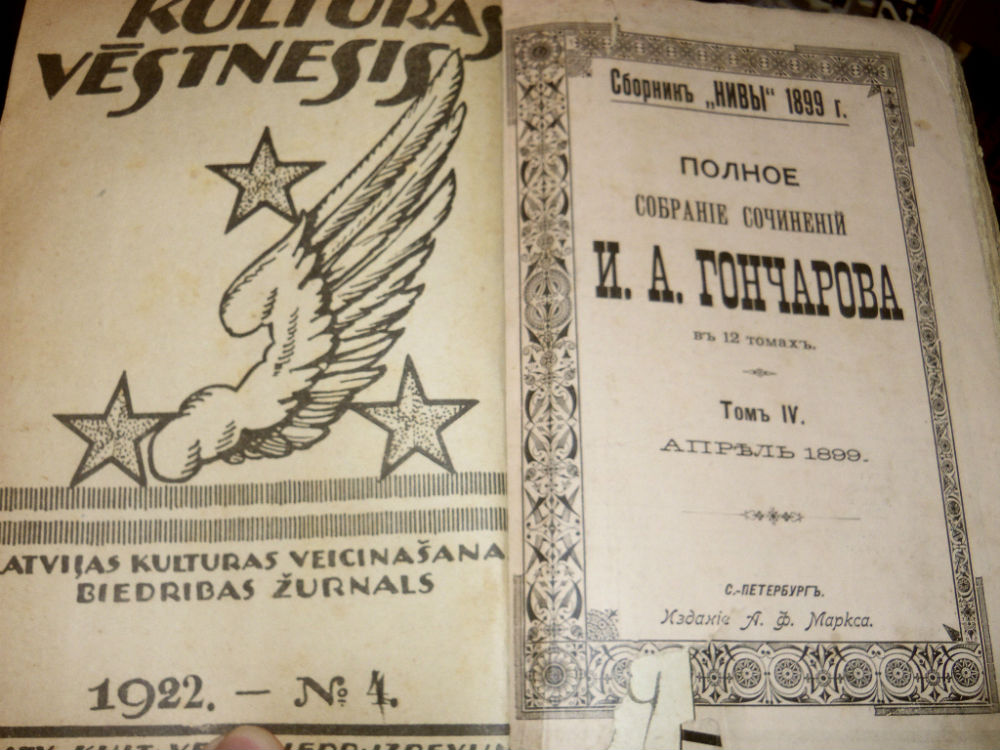 KULTURAS
VĒSTNESIS
LATVIJAS KULTURAS VEICINAŠANA
BIEDRIBAS ŽURNALS
1922. — No 4.
Сборникъ „НИВЫ“ 1899 г.
ПОЛНОЕ
СОБРАНІЕ СОЧИНЕНІЙ
И. А. ГОНЧАРОВА
въ 12 томахъ.
Томъ IV.
АПРѢЛЬ 1899.
С.-ПЕТЕРБУРГЪ.
Изданіе А. Ф. Маркса.